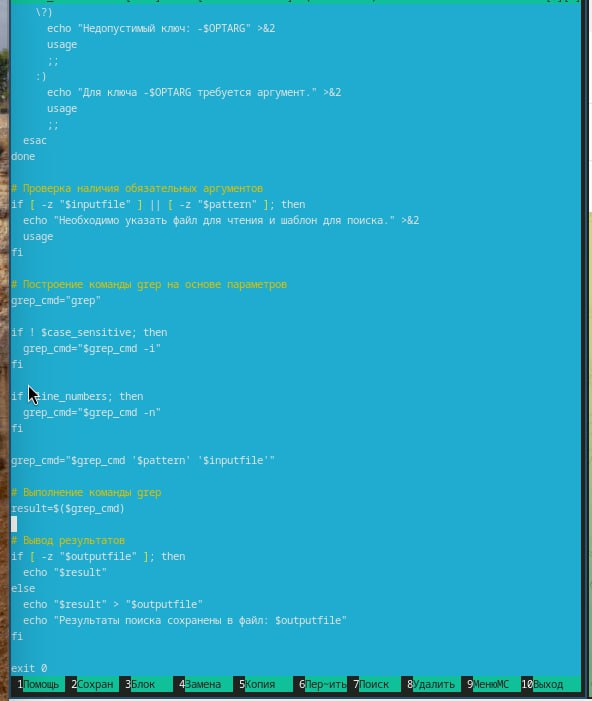 \?)
      echo "Недопустимый ключ: -$OPTARG" >&2
      usage
      ;;
    :)
      echo "Для ключа -$OPTARG требуется аргумент." >&2
      usage
      ;;
  esac
done

# Проверка наличия обязательных аргументов
if [ -z "$inputfile" ] || [ -z "$pattern" ]; then
  echo "Необходимо указать файл для чтения и шаблон для поиска." >&2
  usage
fi

# Построение команды grep на основе параметров
grep_cmd="grep"

if ! $case_sensitive; then
  grep_cmd="$grep_cmd -i"
fi

if ine_numbers; then
  grep_cmd="$grep_cmd -n"
fi

grep_cmd="$grep_cmd '$pattern' '$inputfile'"

# Выполнение команды grep
result=$($grep_cmd)

# Вывод результатов
if [ -z "$outputfile" ]; then
  echo "$result"
else
  echo "$result" > "$outputfile"
  echo "Результаты поиска сохранены в файл: $outputfile"
fi

exit 0
1Помощь 2Сохран 3Блок 4Замена 5Копия 6Пер~ить 7Поиск 8Удалить 9МенюMC 10Выход